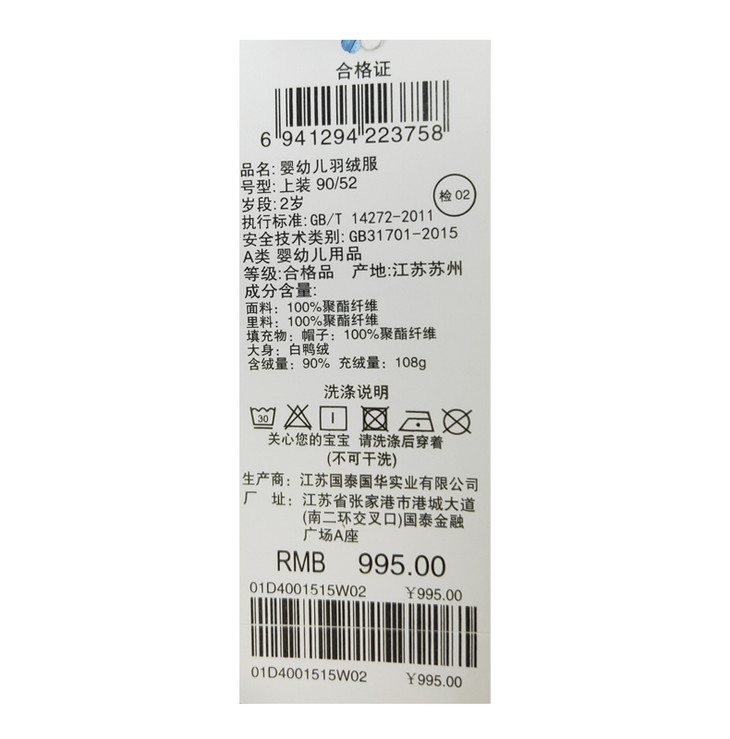 合格证
6 941294 223758
品名: 婴幼儿羽绒服
号型: 上装 90/52
岁段: 2岁
检 02
执行标准: GB/T 14272-2011
安全技术类别: GB31701-2015
A类 婴幼儿用品
等级:合格品 产地:江苏苏州
成分含量:
面料：100%聚酯纤维
里料：100%聚酯纤维
填充物：帽子：100%聚酯纤维
大身：白鸭绒
含绒量：90% 充绒量：108g
洗涤说明
30
关心您的宝宝 请洗涤后穿着
(不可干洗)
生产商：江苏国泰国华实业有限公司
厂 址：江苏省张家港市港城大道
(南二环交叉口)国泰金融
广场A座
RMB 995.00
01D4001515W02 ￥995.00
01D4001515W02 ￥995.00